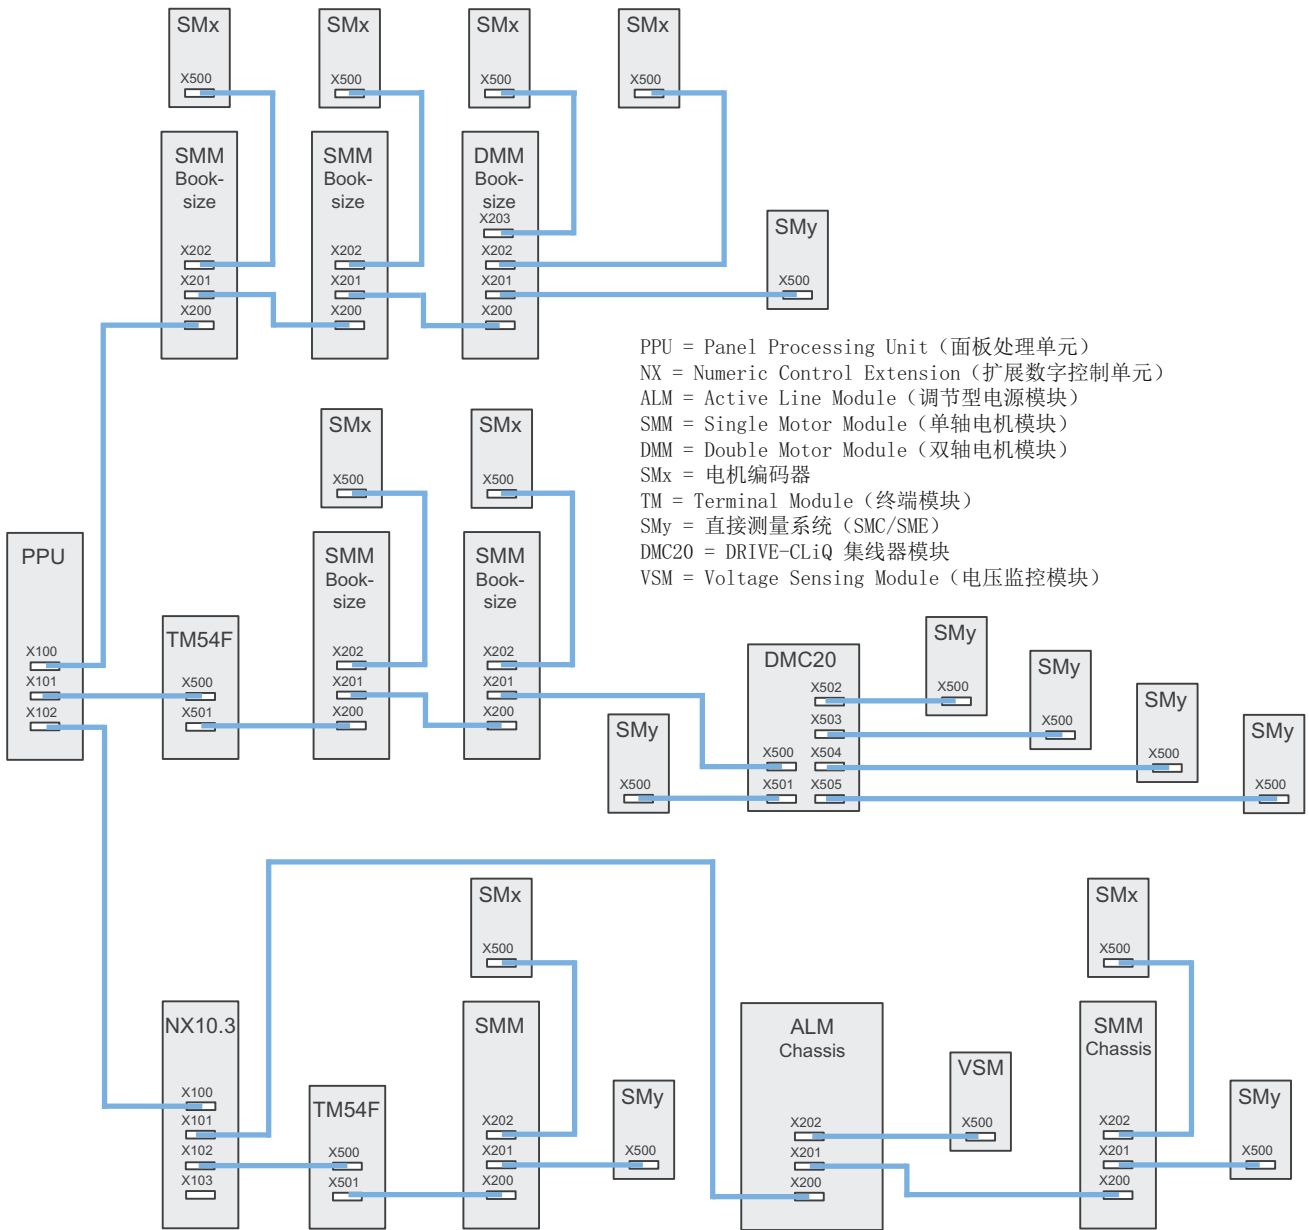 SMx
X500
SMx
X500
SMx
X500
SMx
X500
SMM
Book-
size
X202
X201
X200
SMM
Book-
size
X202
X201
X200
DMM
Book-
size
X203
X202
X201
X200
SMy
X500
PPU = Panel Processing Unit（面板处理单元）
NX = Numeric Control Extension（扩展数字控制单元）
ALM = Active Line Module（调节型电源模块）
SMM = Single Motor Module（单轴电机模块）
DMM = Double Motor Module（双轴电机模块）
SMx = 电机编码器
TM = Terminal Module（终端模块）
SMy = 直接测量系统（SMC/SME）
DMC20 = DRIVE-CLiQ 集线器模块
VSM = Voltage Sensing Module（电压监控模块）
SMx
X500
SMx
X500
PPU
X100
X101
X102
TM54F
X500
X501
SMM
Book-
size
X202
X201
X200
SMM
Book-
size
X202
X201
X200
SMy
X500
DMC20
X502
X503
X500 X504
X501 X505
SMy
X500
SMy
X500
SMy
X500
SMy
X500
SMx
X500
SMx
X500
NX10.3
X100
X101
X102
X103
TM54F
X500
X501
SMM
X202
X201
X200
SMy
X500
ALM
Chassis
X202
X201
X200
VSM
X500
SMM
Chassis
X202
X201
X200
SMy
X500